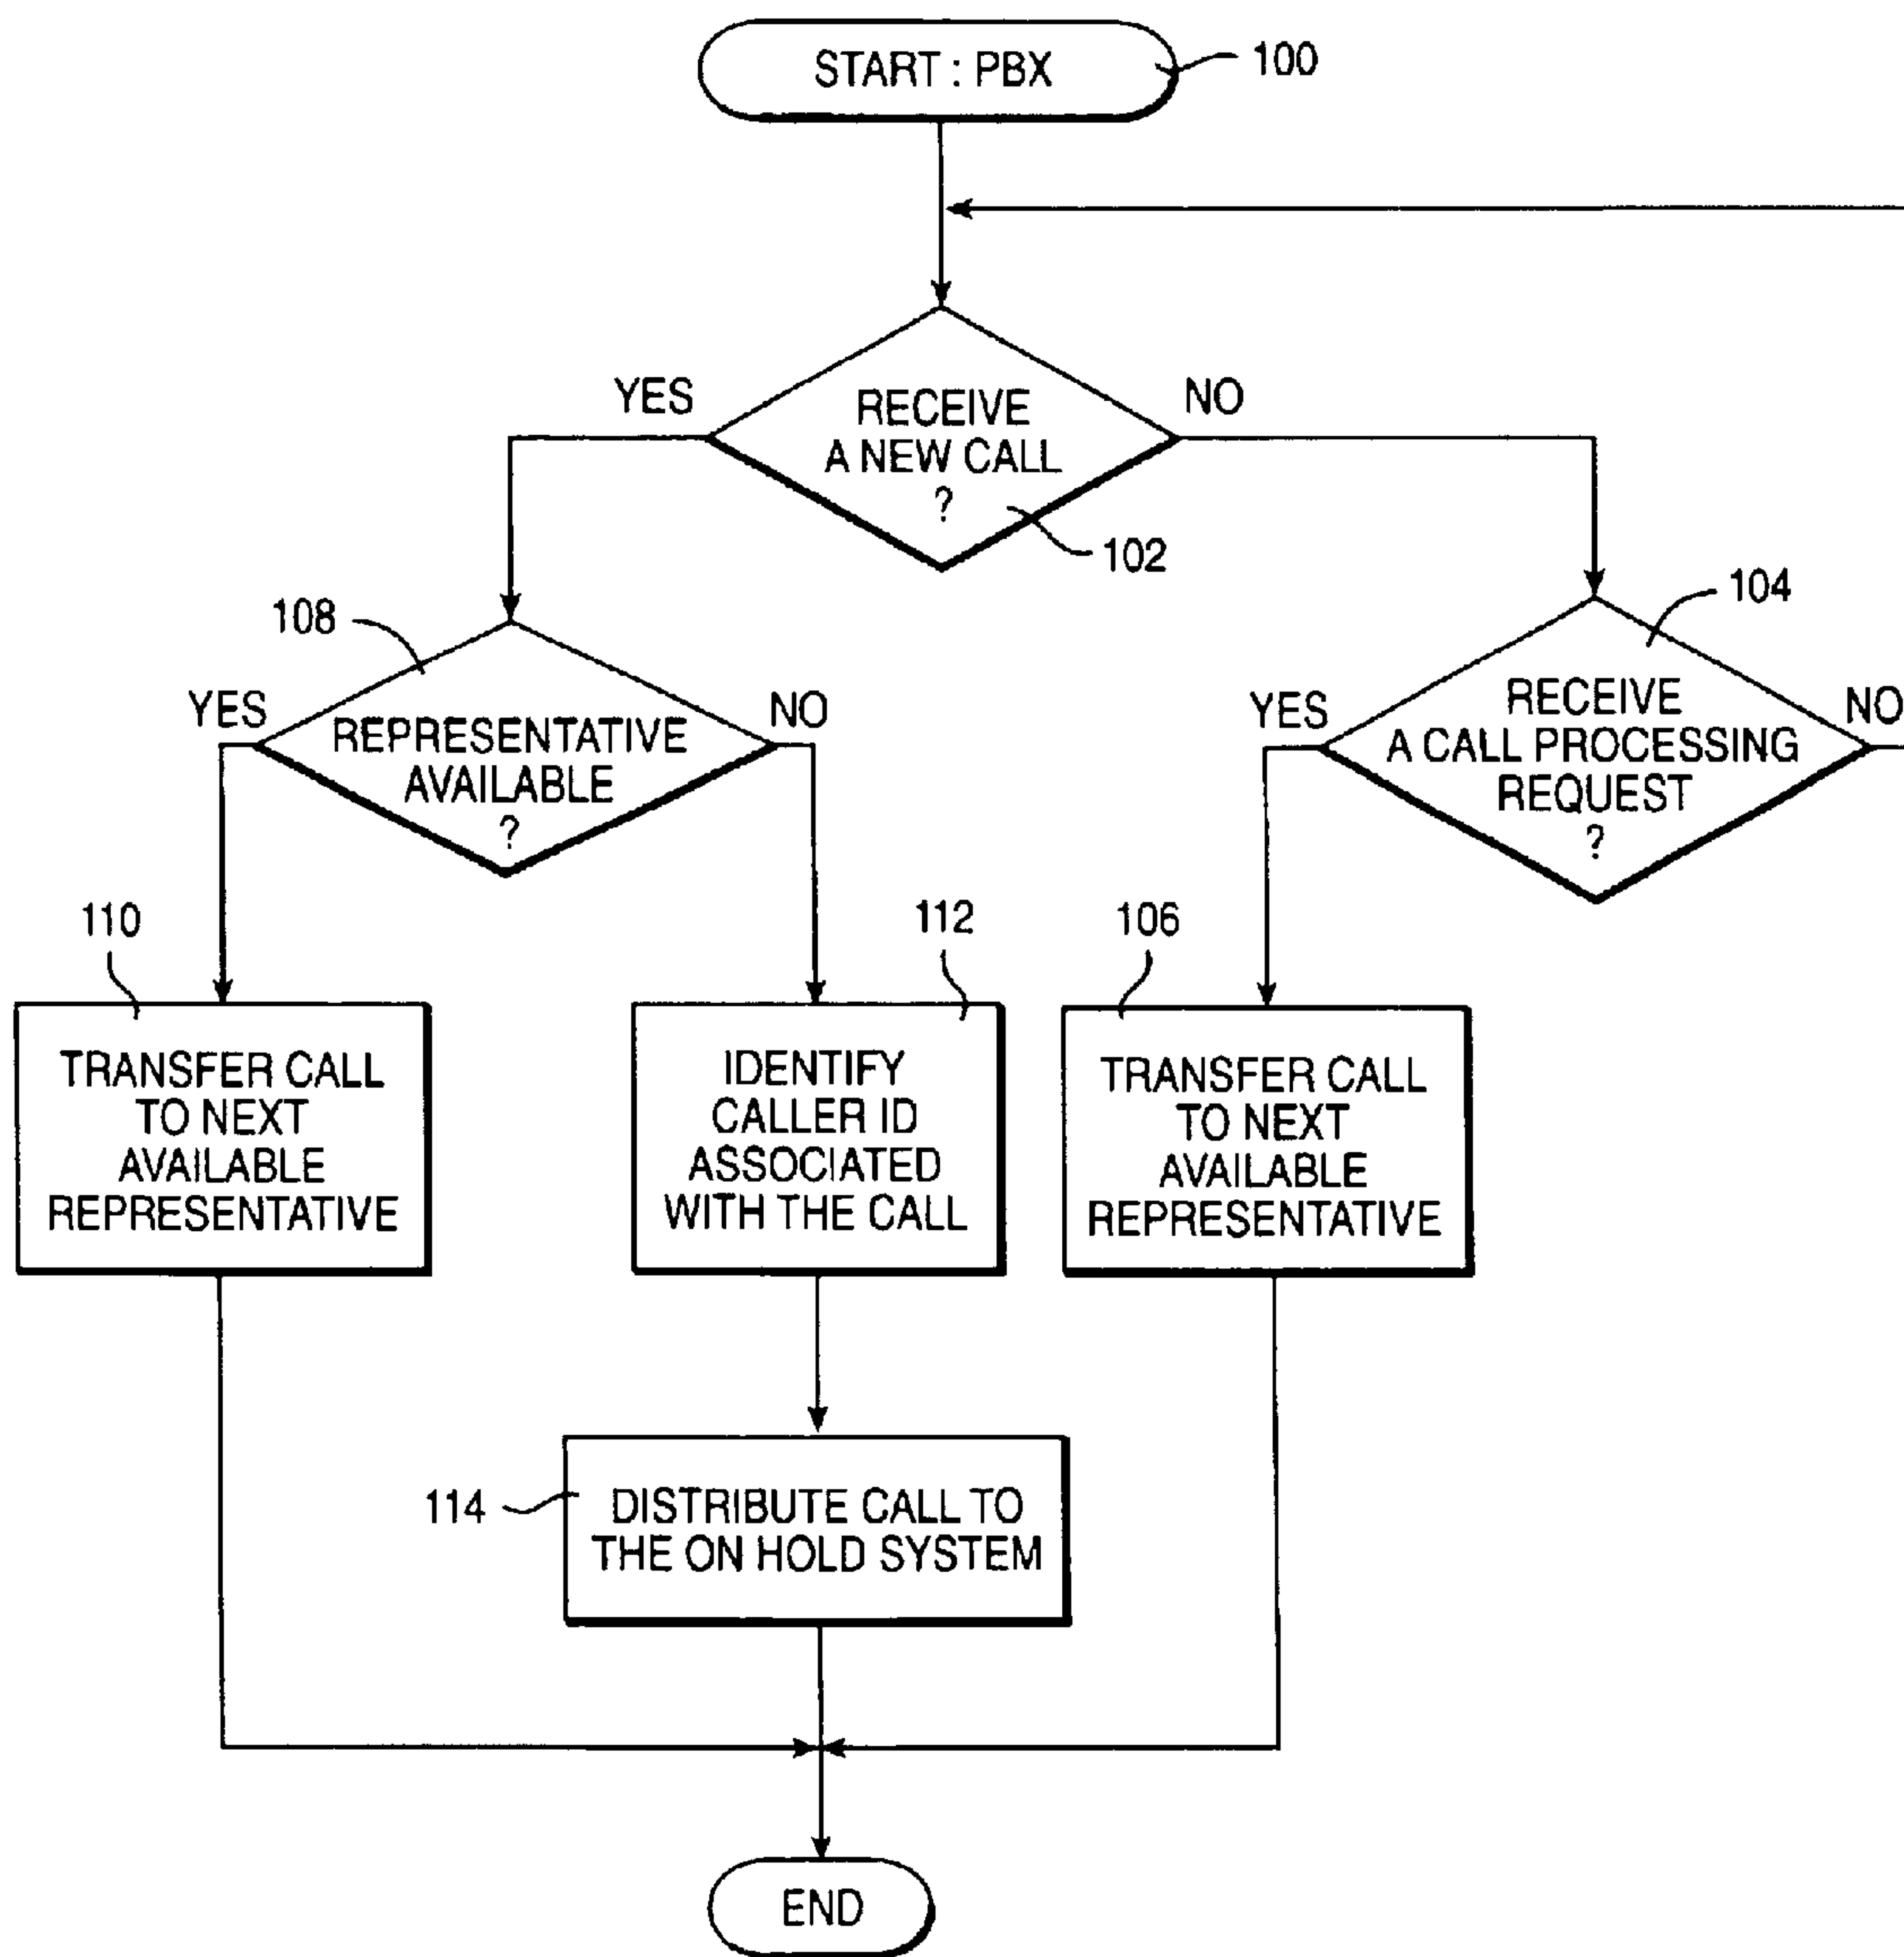 START : PBX
100
YES
RECEIVE
A NEW CALL
?
NO
102
108
104
YES
REPRESENTATIVE
AVAILABLE
?
NO
YES
RECEIVE
A CALL PROCESSING
REQUEST
?
NO
110
112
106
TRANSFER CALL
TO NEXT
AVAILABLE
REPRESENTATIVE
IDENTIFY
CALLER ID
ASSOCIATED
WITH THE CALL
TRANSFER CALL
TO NEXT
AVAILABLE
REPRESENTATIVE
114
DISTRIBUTE CALL TO
THE ON HOLD SYSTEM
END